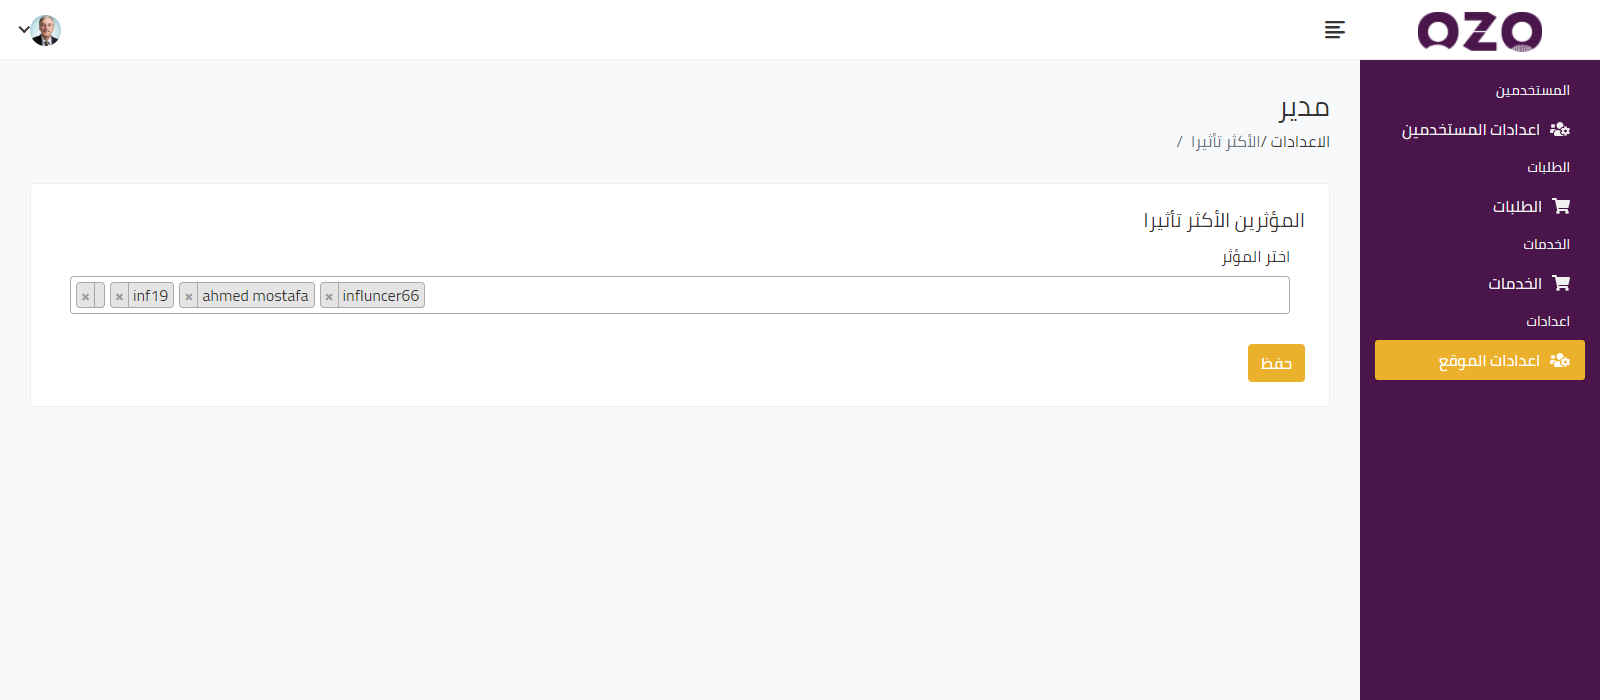 OZO
المستخدمين
اعدادات المستخدمين
الطلبات
الطلبات
الخدمات
الخدمات
اعدادات
اعدادات الموقع
مدير
الاعدادات /الأكثر تأثيرا /
المؤثرين الأكثر تأثيرا
اختر المؤثر
× × inf19 × ahmed mostafa × influncer66
حفظ